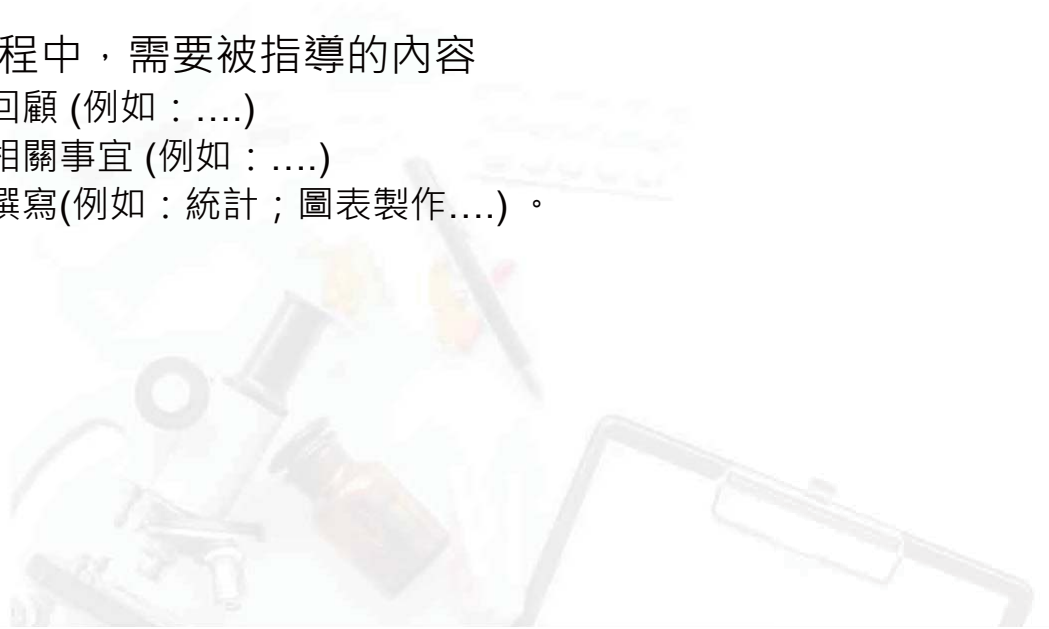 程中，需要被指導的內容
回顧 (例如：....)
相關事宜 (例如：....)
撰寫(例如：統計；圖表製作....) 。